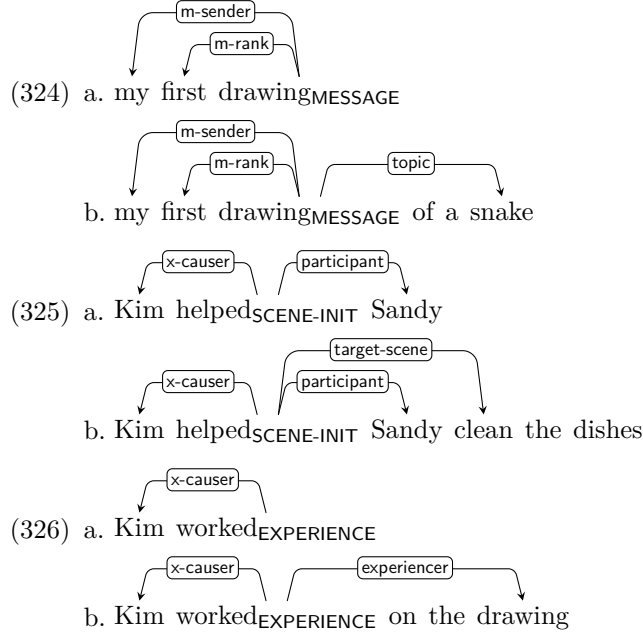 m-sender
m-rank
(324) a. my first drawingMESSAGE
m-sender
m-rank topic
b. my first drawingMESSAGE of a snake
x-causer participant
(325) a. Kim helpedSCENE-INIT Sandy
target-scene
x-causer participant
b. Kim helpedSCENE-INIT Sandy clean the dishes
x-causer
(326) a. Kim workedEXPERIENCE
x-causer experiencer
b. Kim workedEXPERIENCE on the drawing